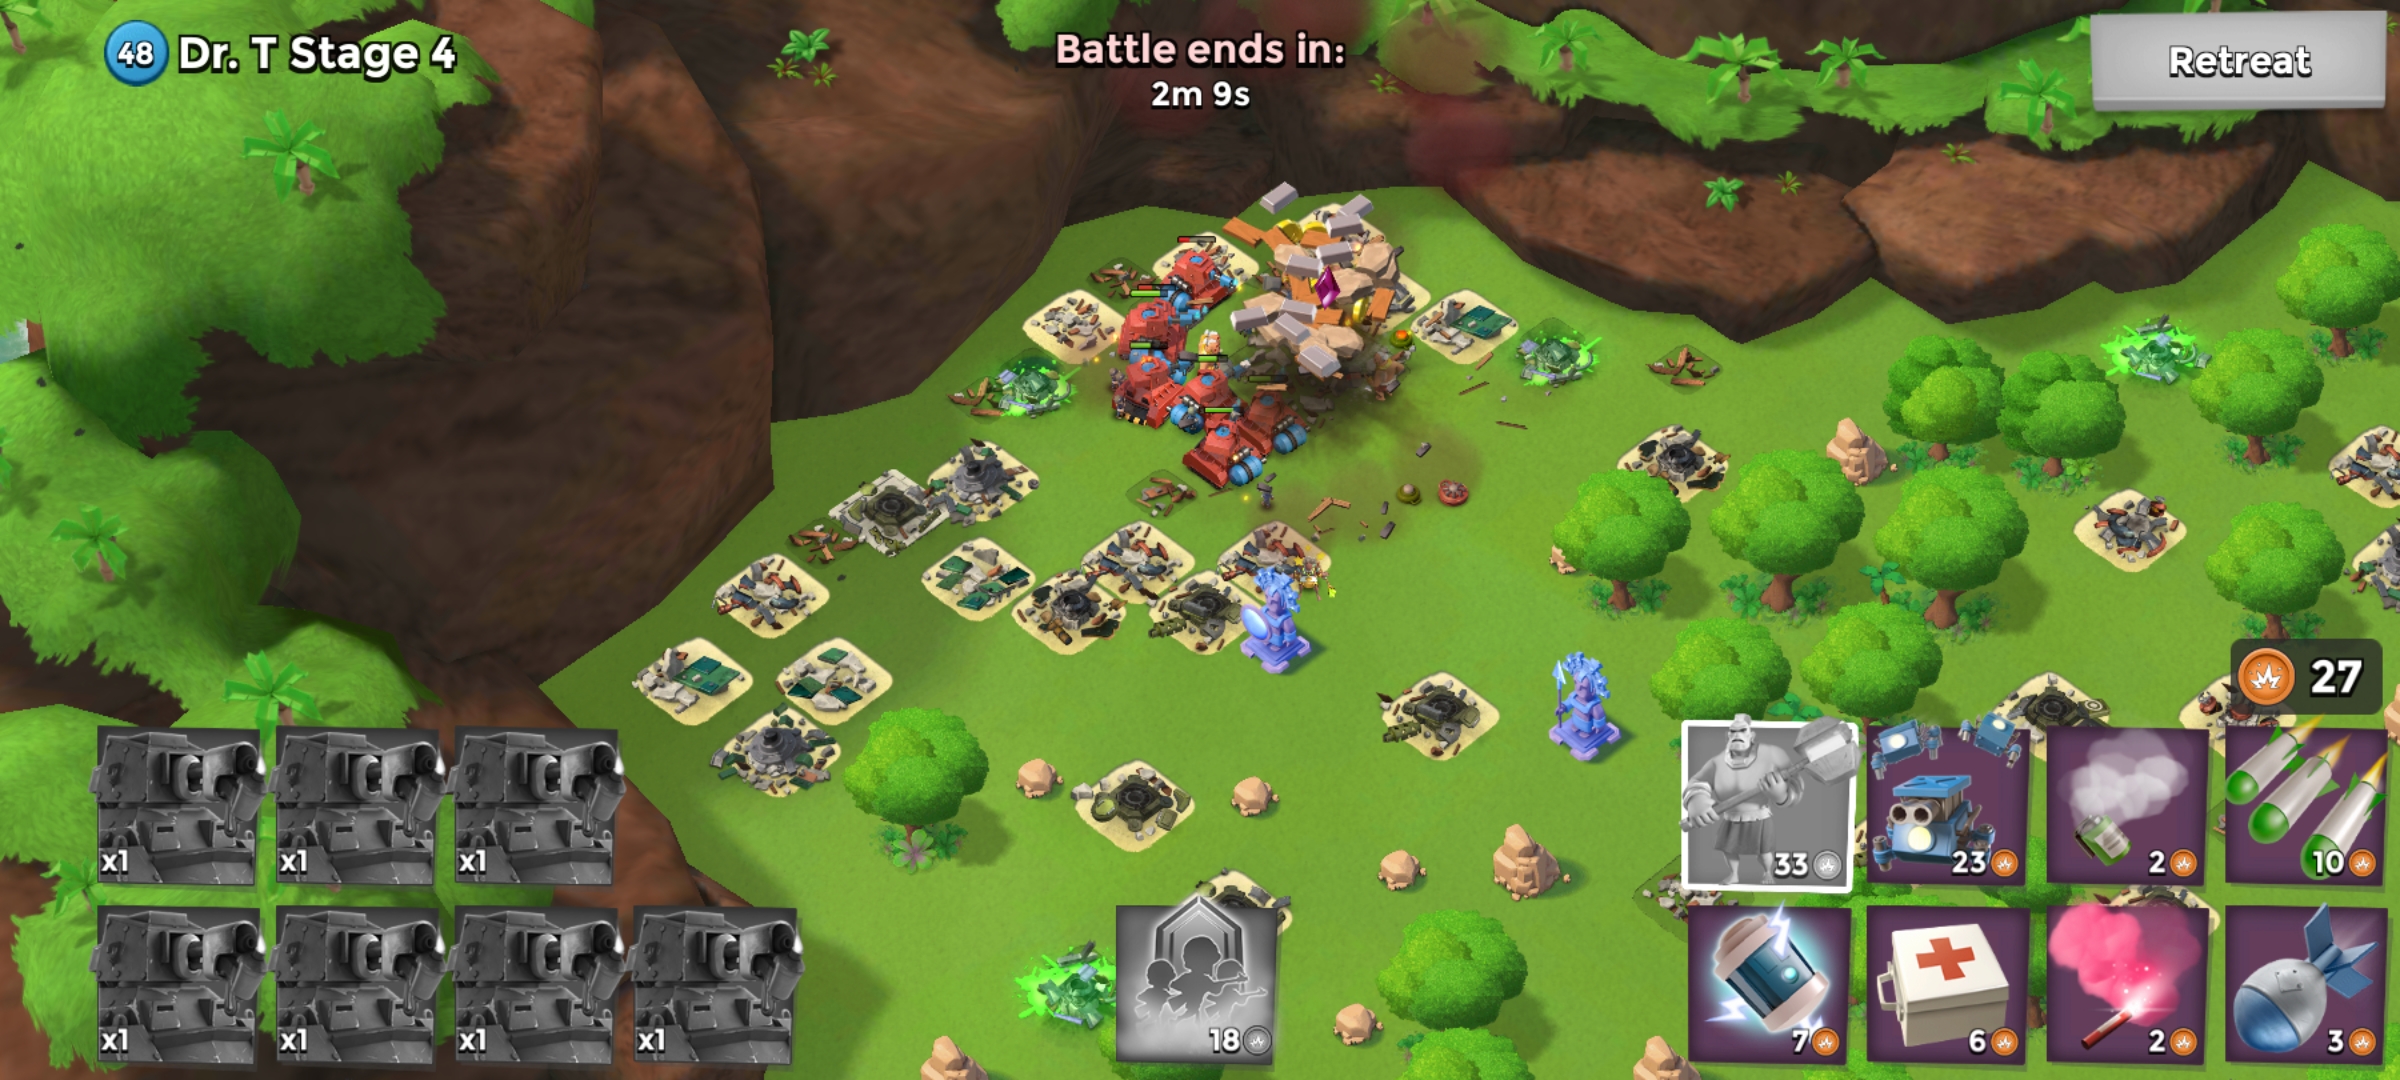 48 Dr. T Stage 4
Battle ends in:
2m 9s
Retreat
27
x1 x1 x1
33 23 2 10
x1 x1 x1 x1
18
7 6 2 3